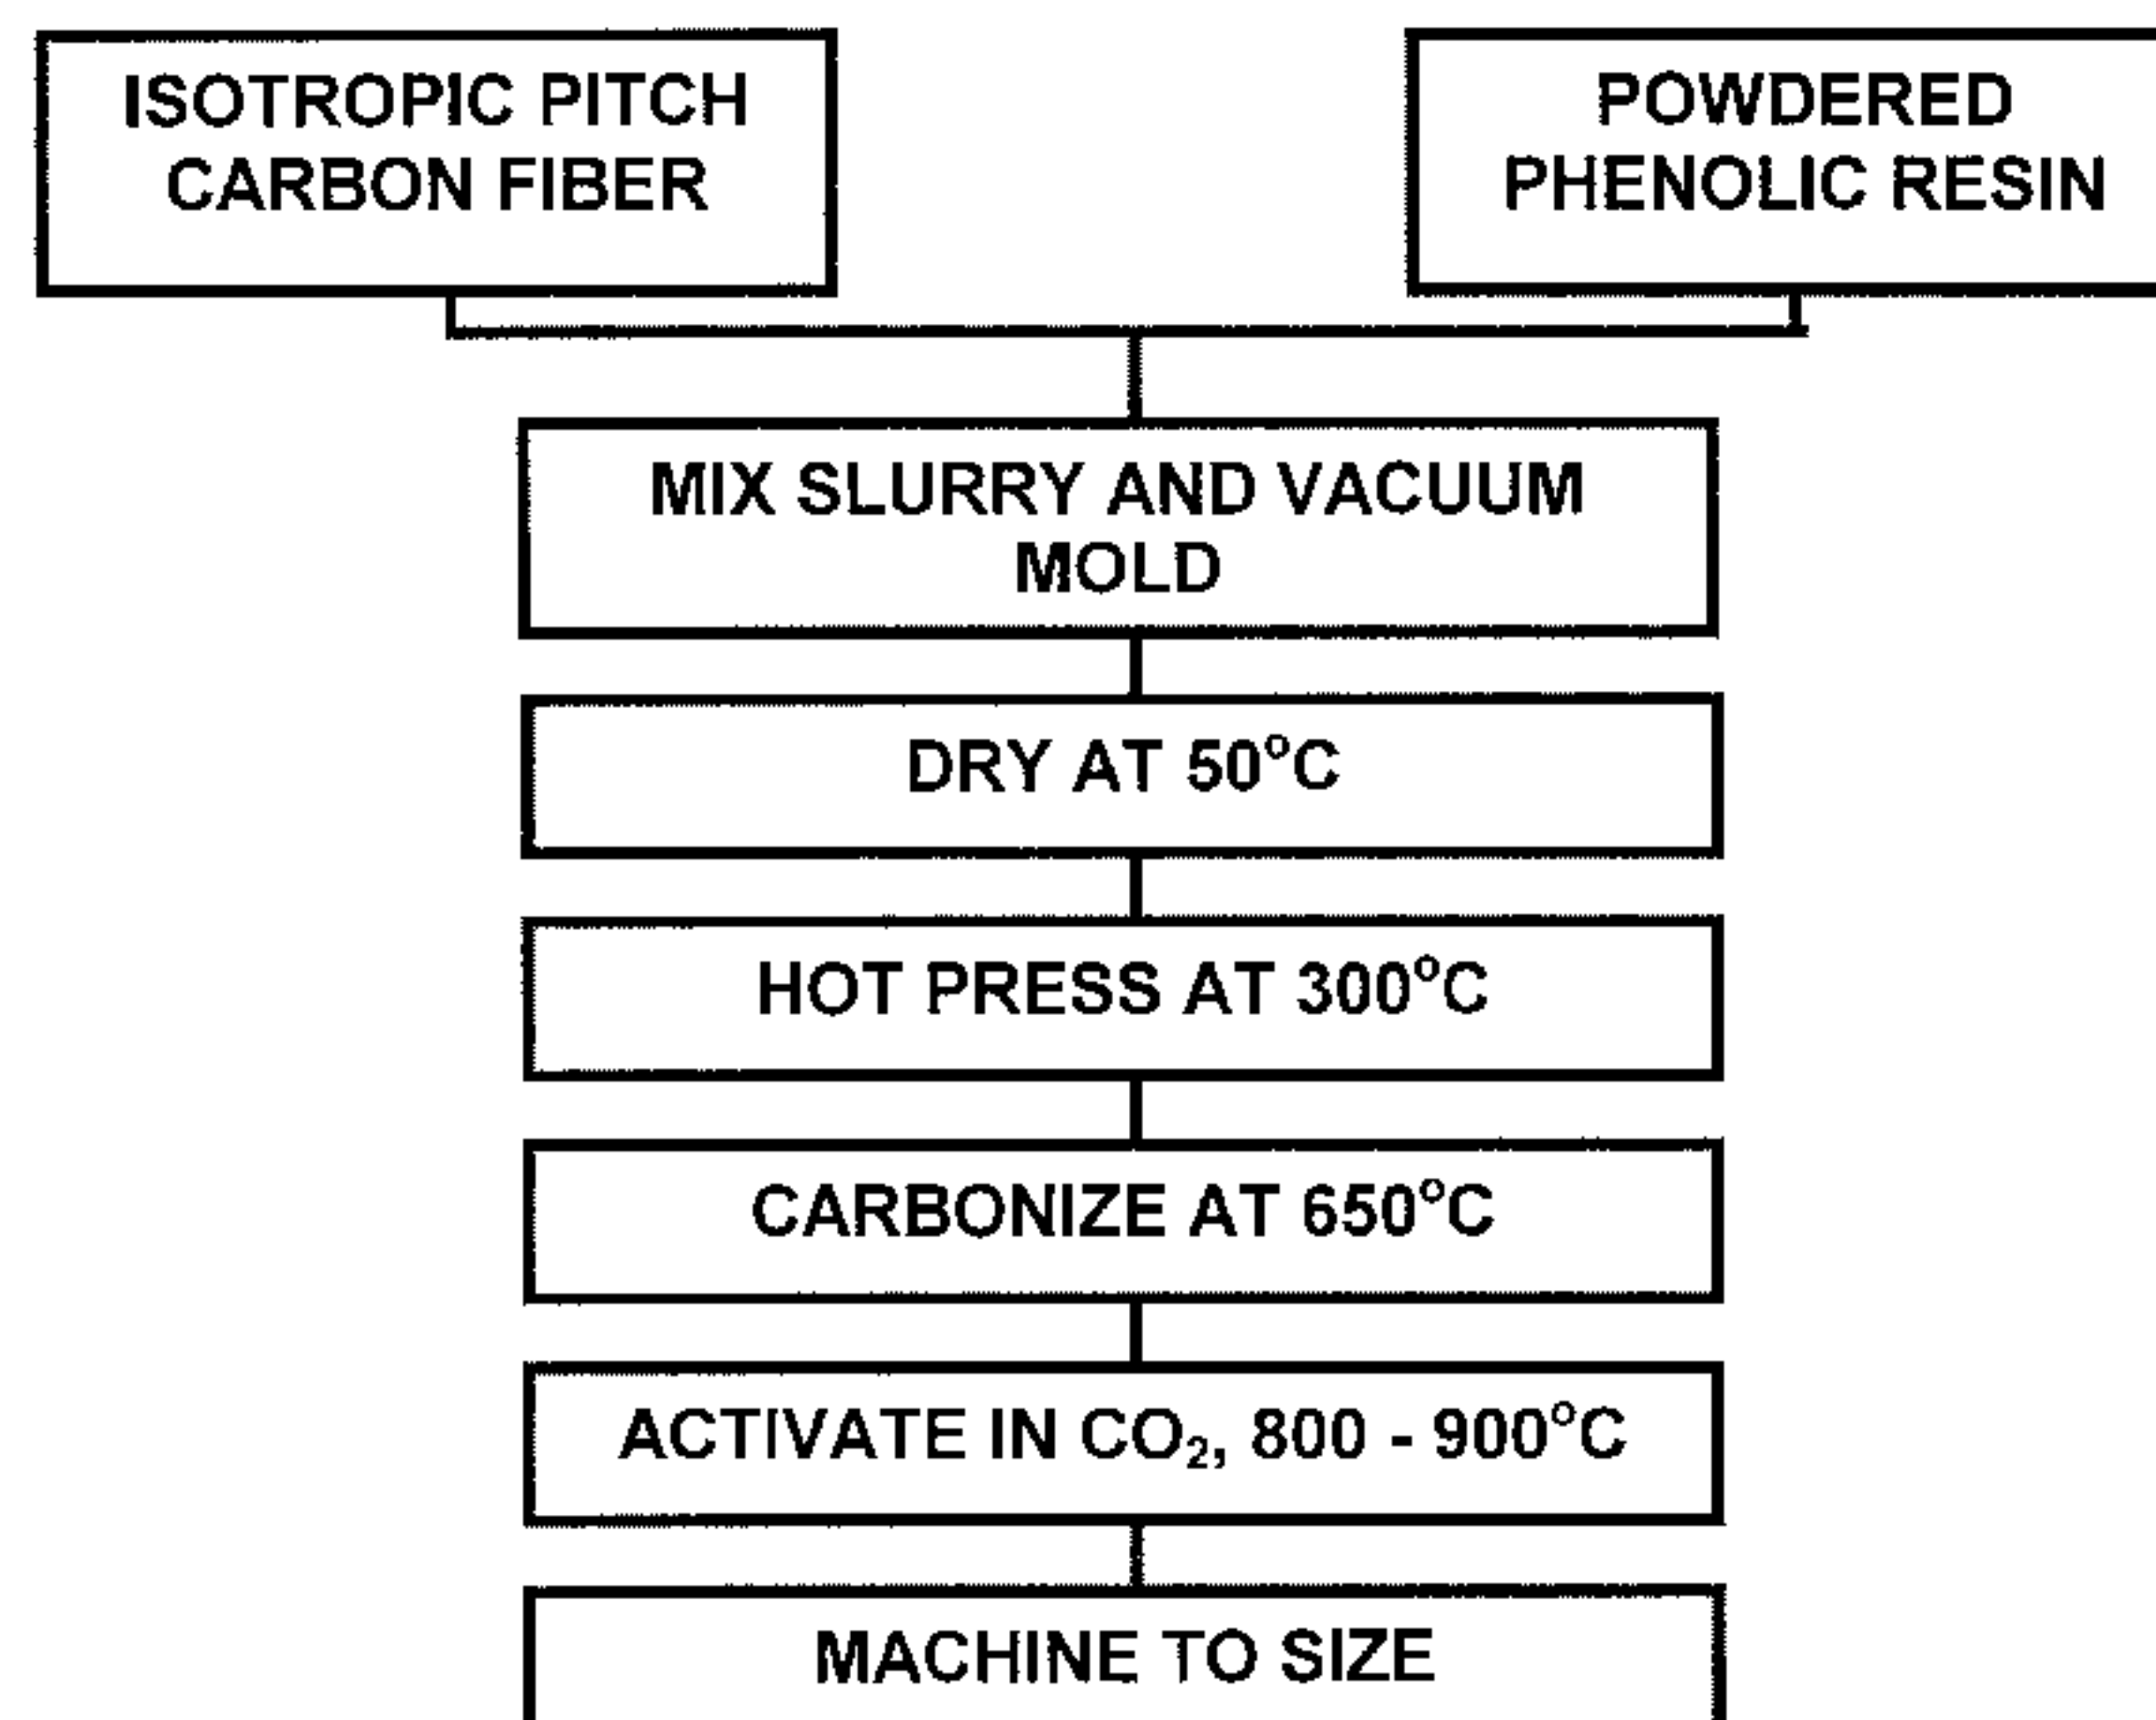 ISOTROPIC PITCH
CARBON FIBER
POWDERED
PHENOLIC RESIN
MIX SLURRY AND VACUUM
MOLD
DRY AT 50°C
HOT PRESS AT 300°C
CARBONIZE AT 650°C
ACTIVATE IN CO₂, 800 - 900°C
MACHINE TO SIZE